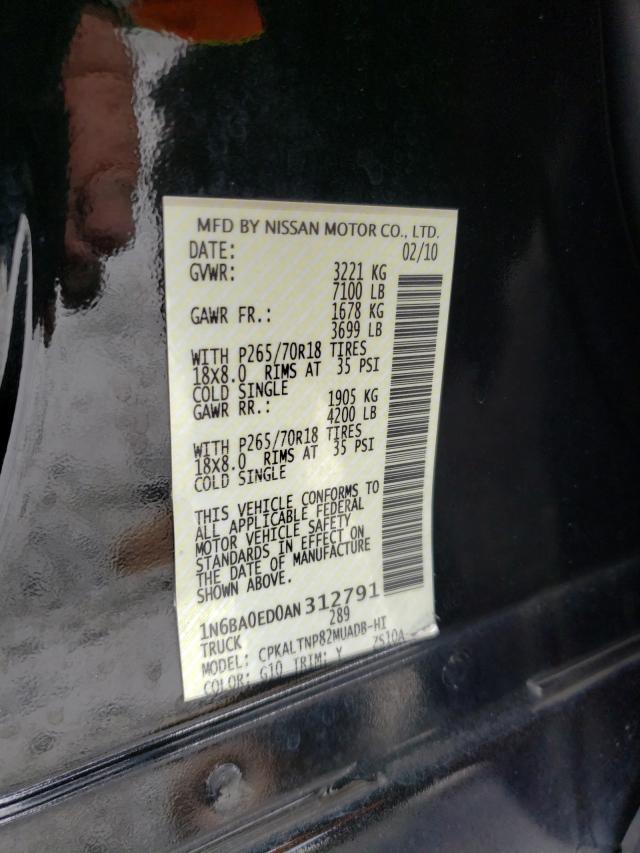 MFD BY NISSAN MOTOR CO., LTD.
DATE: 02/10
GVWR: 3221 KG
7100 LB
GAWR FR.: 1678 KG
3699 LB
WITH P265/70R18 TIRES
18X8.0 RIMS AT 35 PSI
COLD SINGLE
GAWR RR.: 1905 KG
4200 LB
WITH P265/70R18 TIRES
18X8.0 RIMS AT 35 PSI
COLD SINGLE
THIS VEHICLE CONFORMS TO
ALL APPLICABLE FEDERAL
MOTOR VEHICLE SAFETY
STANDARDS IN EFFECT ON
THE DATE OF MANUFACTURE
SHOWN ABOVE.
1N6BA0ED0AN312791
TRUCK 289
MODEL: CPKALTNP82MUADB-HI
COLOR: G10 TRIM: Y ZS10A